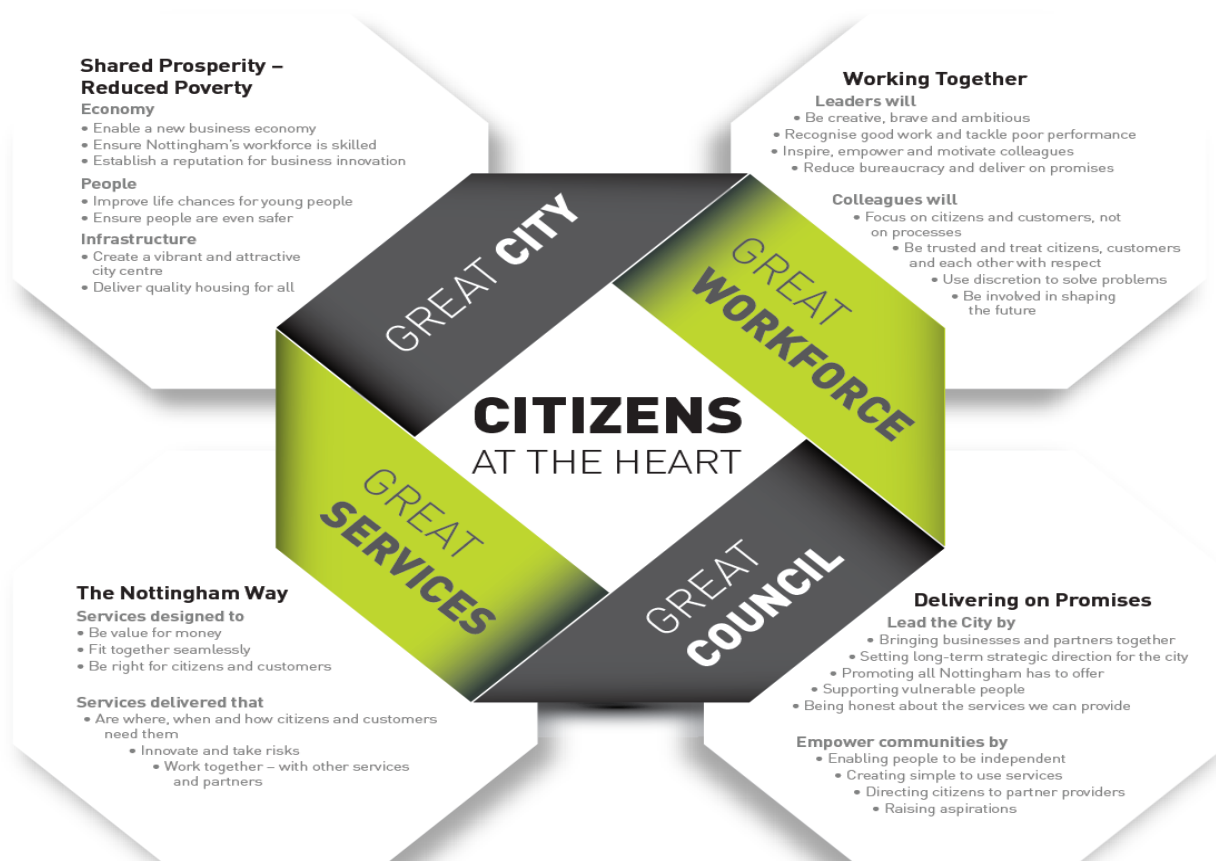 Shared Prosperity –
Reduced Poverty
Economy
• Enable a new business economy
• Ensure Nottingham's workforce is skilled
• Establish a reputation for business innovation
People
• Improve life chances for young people
• Ensure people are even safer
Infrastructure
• Create a vibrant and attractive
city centre
• Deliver quality housing for all
Working Together
Leaders will
• Be creative, brave and ambitious
• Recognise good work and tackle poor performance
• Inspire, empower and motivate colleagues
• Reduce bureaucracy and deliver on promises
Colleagues will
• Focus on citizens and customers, not
on processes
• Be trusted and treat citizens, customers
and each other with respect
• Use discretion to solve problems
• Be involved in shaping
the future
GREAT CITY
GREAT
WORKFORCE
CITIZENS
AT THE HEART
GREAT
SERVICES
GREAT
COUNCIL
The Nottingham Way
Services designed to
• Be value for money
• Fit together seamlessly
• Be right for citizens and customers
Services delivered that
• Are where, when and how citizens and customers
need them
• Innovate and take risks
• Work together – with other services
and partners
Delivering on Promises
Lead the City by
• Bringing businesses and partners together
• Setting long-term strategic direction for the city
• Promoting all Nottingham has to offer
• Supporting vulnerable people
• Being honest about the services we can provide
Empower communities by
• Enabling people to be independent
• Creating simple to use services
• Directing citizens to partner providers
• Raising aspirations